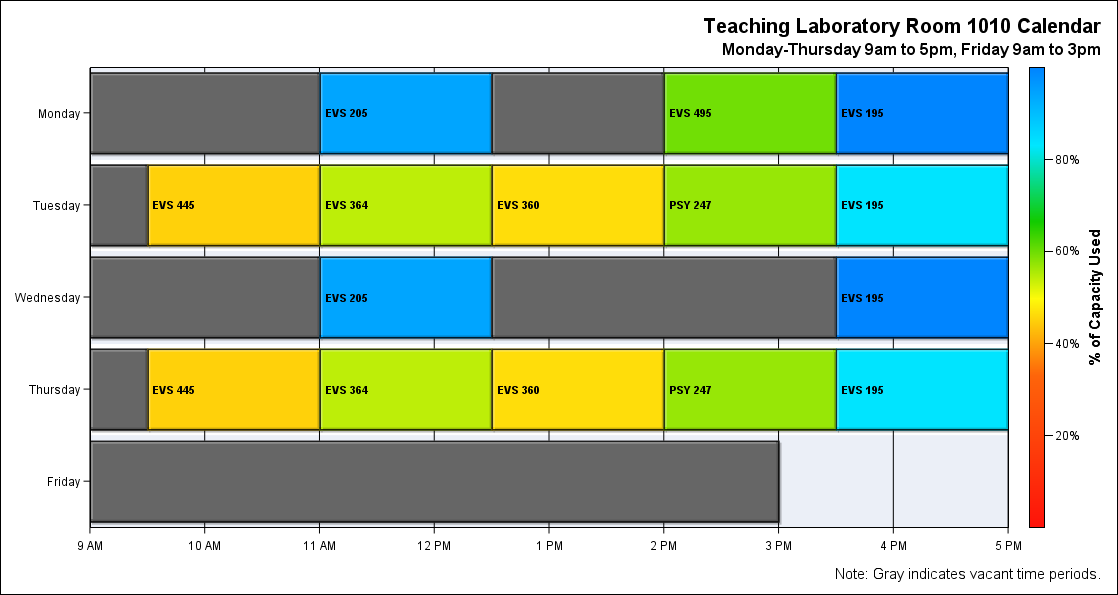 Teaching Laboratory Room 1010 Calendar
Monday-Thursday 9am to 5pm, Friday 9am to 3pm
Monday
EVS 205
EVS 495
EVS 195
Tuesday
EVS 445
EVS 364
EVS 360
PSY 247
EVS 195
Wednesday
EVS 205
EVS 195
Thursday
EVS 445
EVS 364
EVS 360
PSY 247
EVS 195
Friday
9 AM
10 AM
11 AM
12 PM
1 PM
2 PM
3 PM
4 PM
5 PM
80%
60%
40%
20%
% of Capacity Used
Note: Gray indicates vacant time periods.